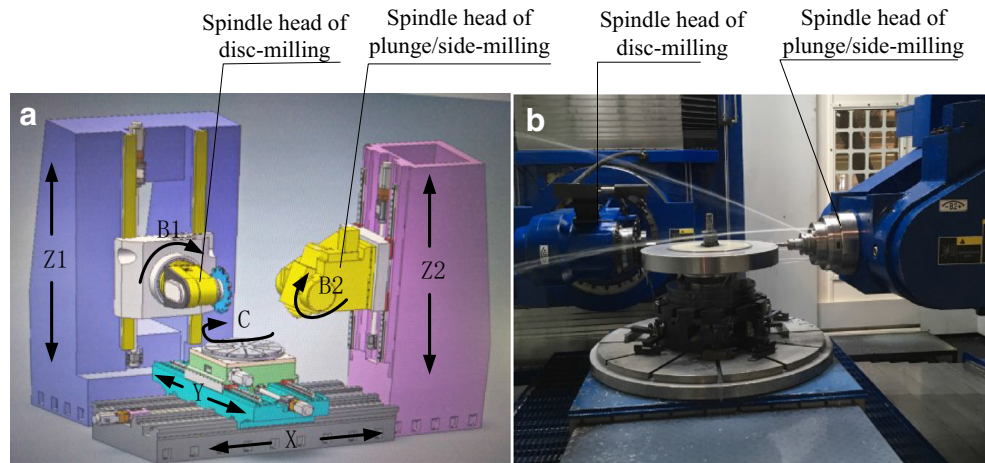 Spindle head of
disc-milling
Spindle head of
plunge/side-milling
Spindle head of
disc-milling
Spindle head of
plunge/side-milling
a
b
B1
Z1
B2
Z2
C
Y
X
B2